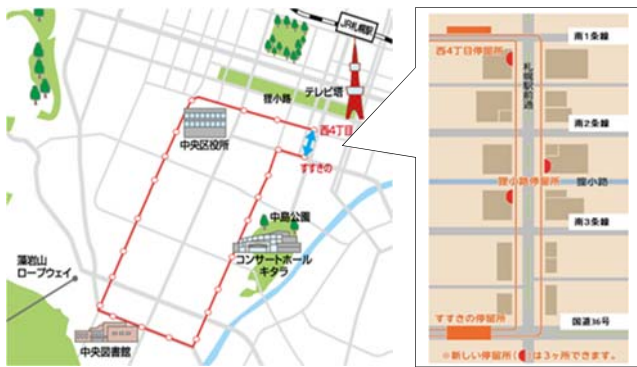 JR札幌駅
テレビ塔
狸小路
西4丁目
中央区役所
すすきの
中島公園
コンサートホール
キタラ
藻岩山
ロープウェイ
中央図書館
南1条線
西4丁目停留所
札幌駅前通
南2条線
狸小路停留所
狸小路
南3条線
すすきの停留所
国道36号
※新しい停留所( )は3ヶ所できます。